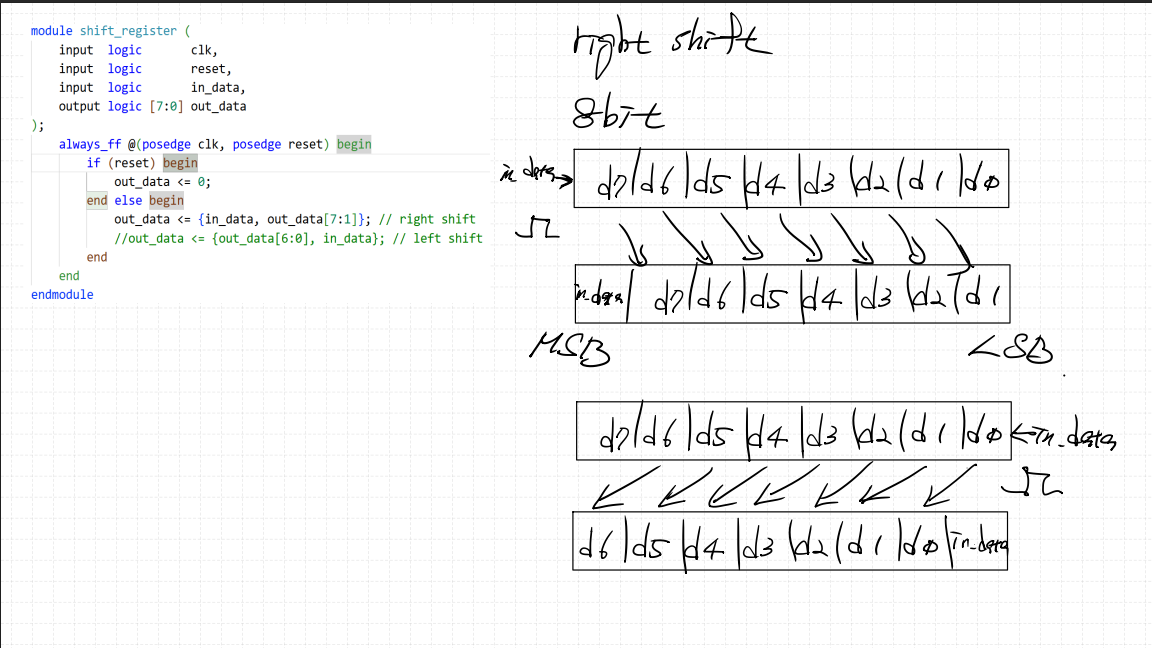 module shift_register (
    input  logic       clk,
    input  logic       reset,
    input  logic       in_data,
    output logic [7:0] out_data
);
    always_ff @(posedge clk, posedge reset) begin
        if (reset) begin
            out_data <= 0;
        end else begin
            out_data <= {in_data, out_data[7:1]}; // right shift
            //out_data <= {out_data[6:0], in_data}; // left shift
        end
    end
endmodule
right shift
8bit
in_data → d7 | d6 | d5 | d4 | d3 | d2 | d1 | d0
in_data | d7 | d6 | d5 | d4 | d3 | d2 | d1
MSB LSB
d7 | d6 | d5 | d4 | d3 | d2 | d1 | d0 ← in_data
d6 | d5 | d4 | d3 | d2 | d1 | d0 | in_data